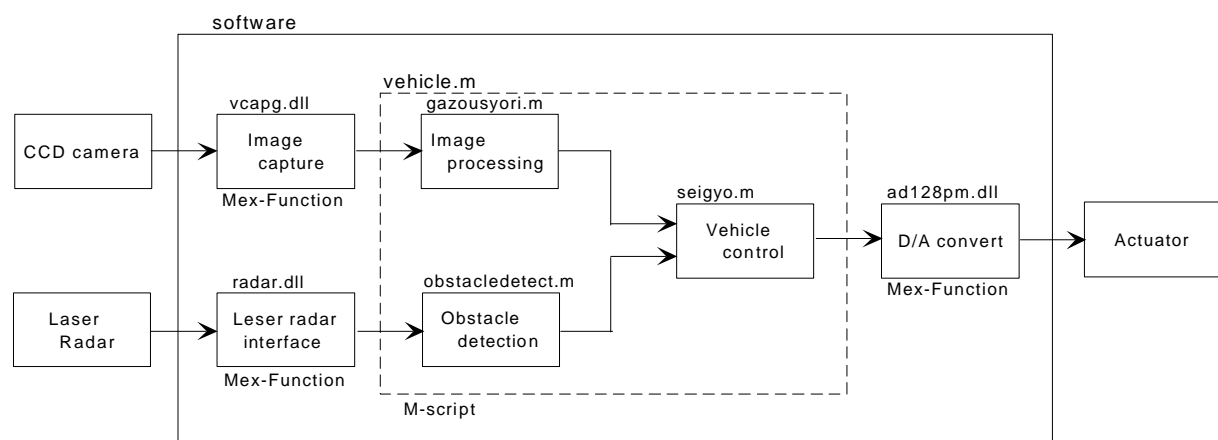 software
vehicle.m
vcapg.dll
gazousyori.m
CCD camera
Image
capture
Image
processing
Mex-Function
seigyo.m
ad128pm.dll
Vehicle
control
D/A convert
Actuator
Mex-Function
radar.dll
obstacledetect.m
Laser
Radar
Leser radar
interface
Obstacle
detection
Mex-Function
M-script